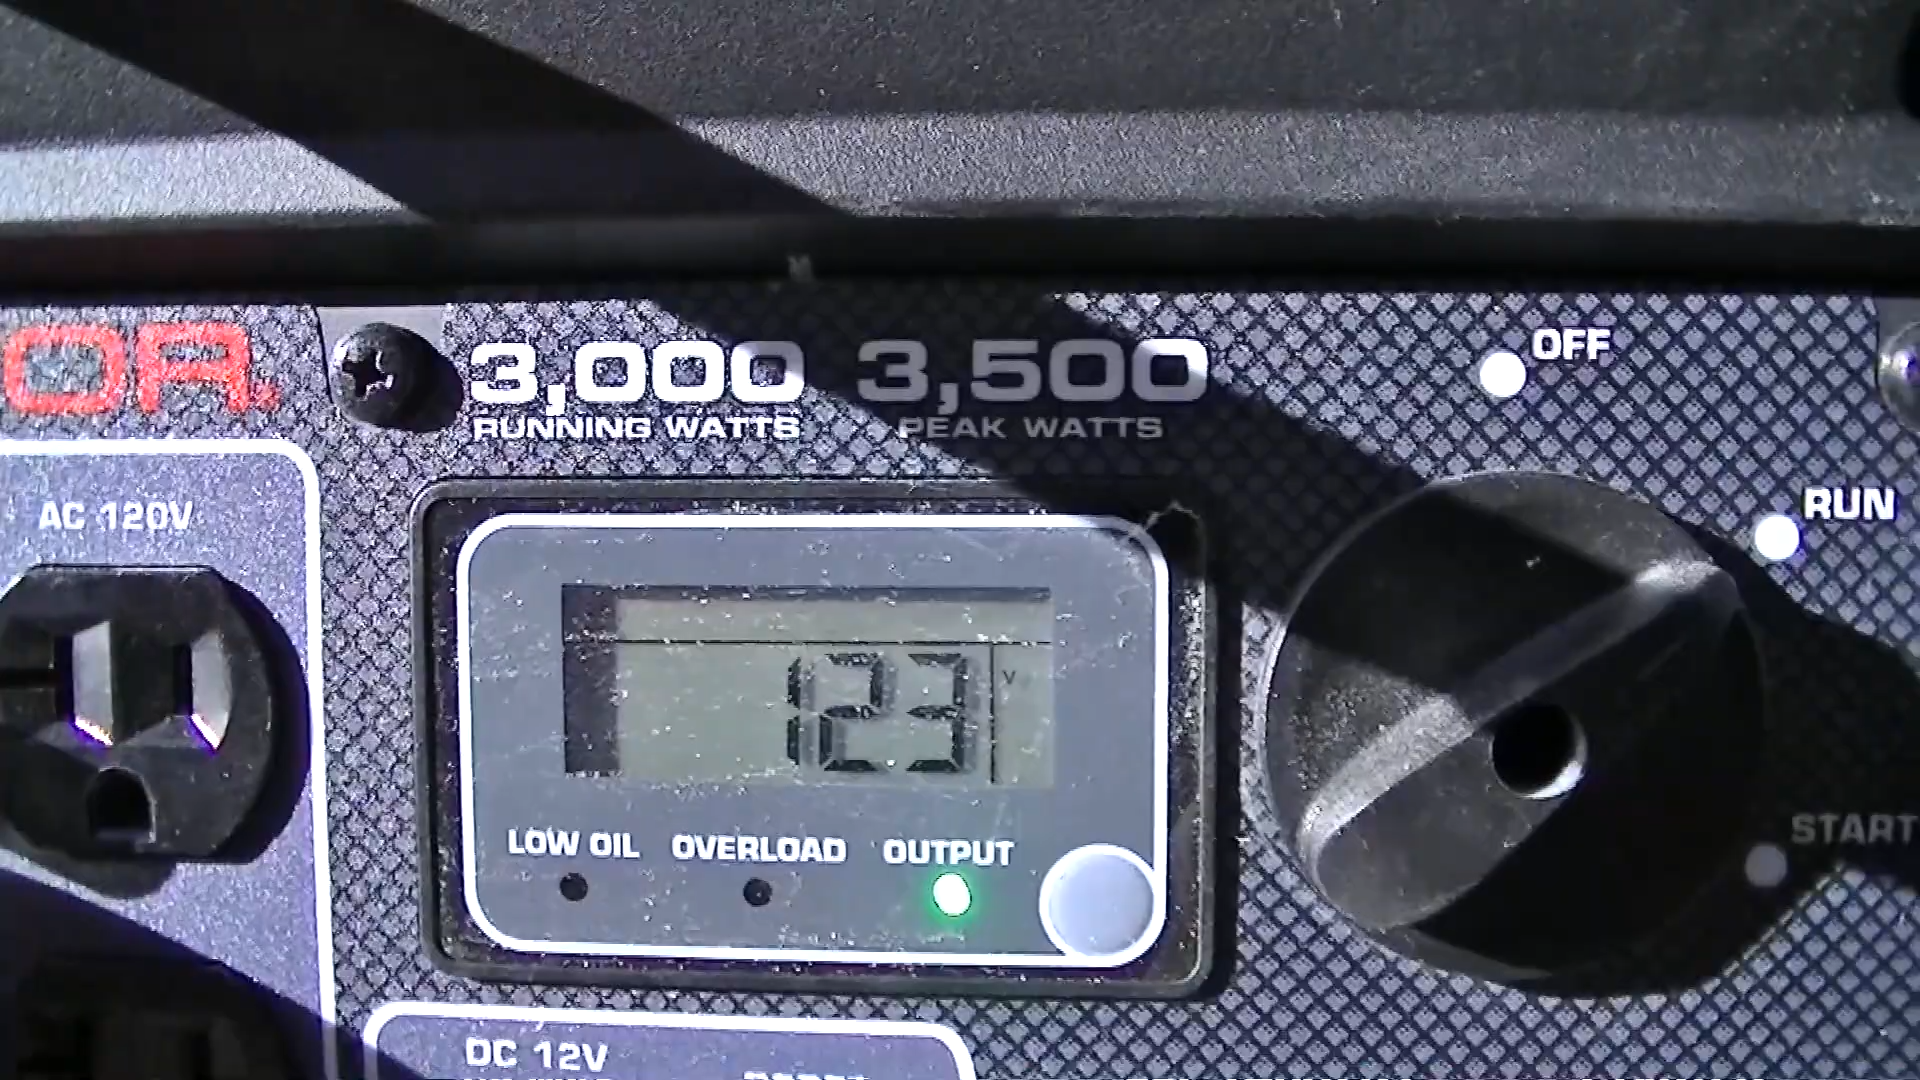 OR
3,000
RUNNING WATTS
3,500
PEAK WATTS
OFF
RUN
START
AC 120V
123 V
LOW OIL
OVERLOAD
OUTPUT
DC 12V